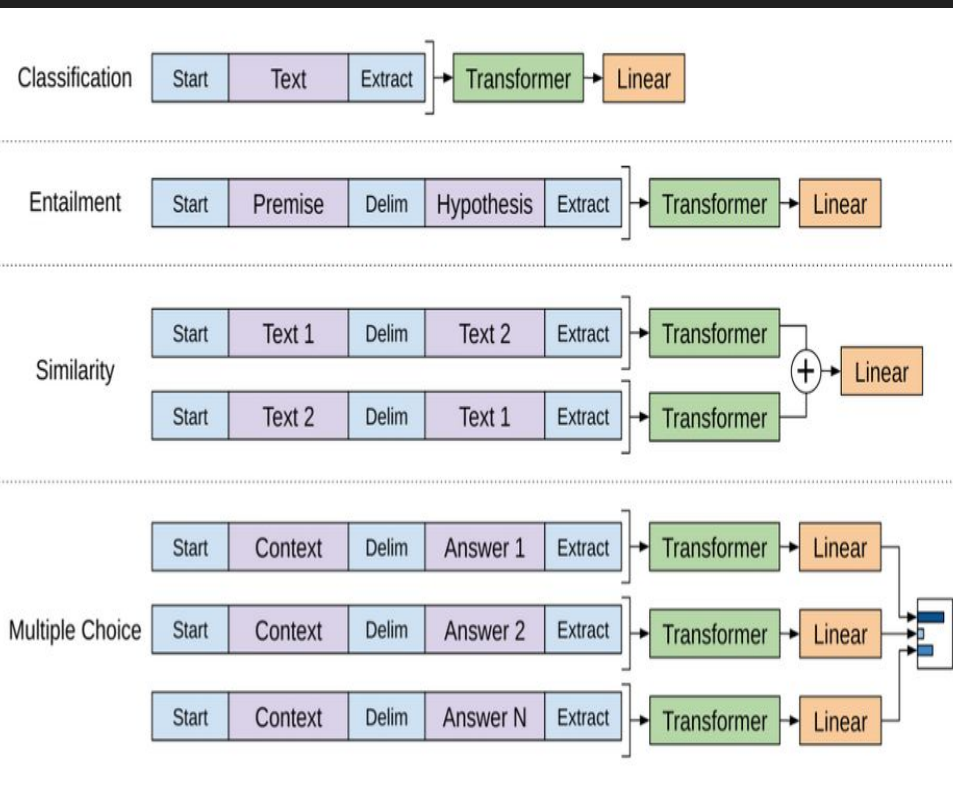 Classification Start Text Extract Transformer Linear
Entailment Start Premise Delim Hypothesis Extract Transformer Linear
Start Text 1 Delim Text 2 Extract Transformer
Similarity + Linear
Start Text 2 Delim Text 1 Extract Transformer
Start Context Delim Answer 1 Extract Transformer Linear
Multiple Choice Start Context Delim Answer 2 Extract Transformer Linear
Start Context Delim Answer N Extract Transformer Linear